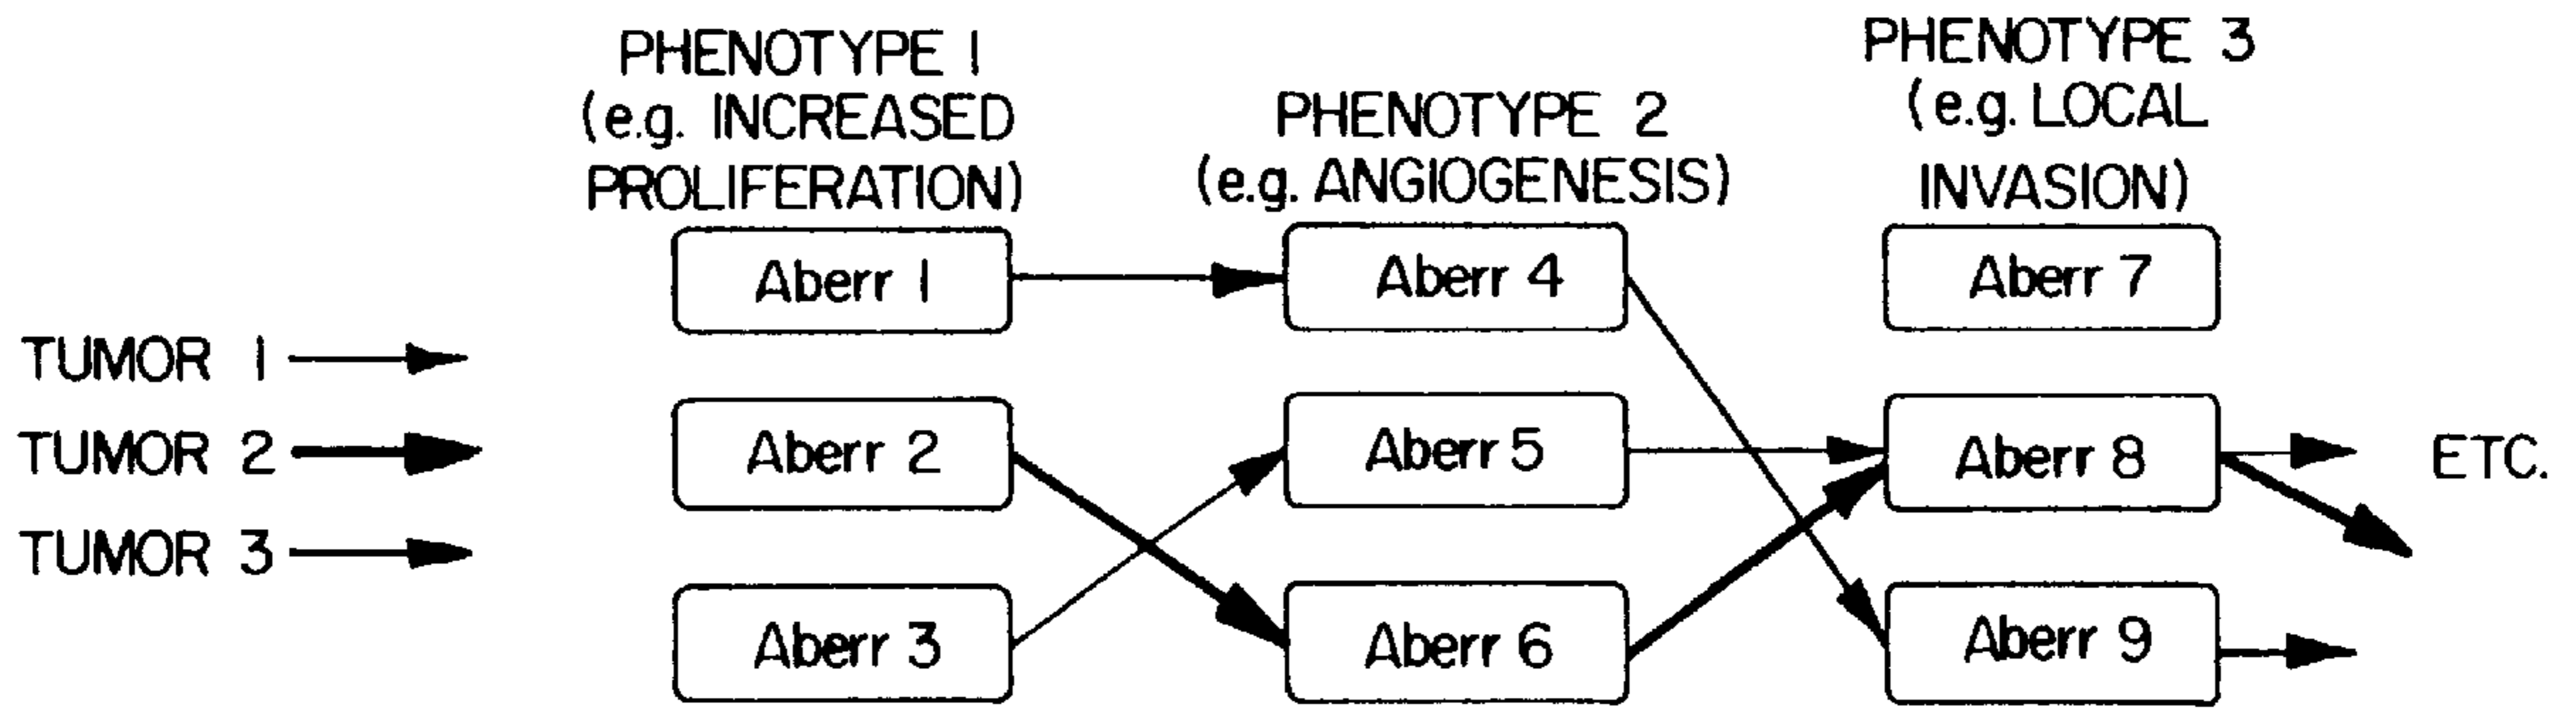 PHENOTYPE 1
(e.g. INCREASED
PROLIFERATION)
PHENOTYPE 2
(e.g. ANGIOGENESIS)
PHENOTYPE 3
(e.g. LOCAL
INVASION)
Aberr 1
Aberr 4
Aberr 7
TUMOR 1
TUMOR 2
TUMOR 3
Aberr 2
Aberr 5
Aberr 8
ETC.
Aberr 3
Aberr 6
Aberr 9